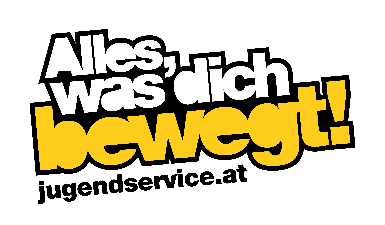 Alles,
was dich
bewegt!
jugendservice.at